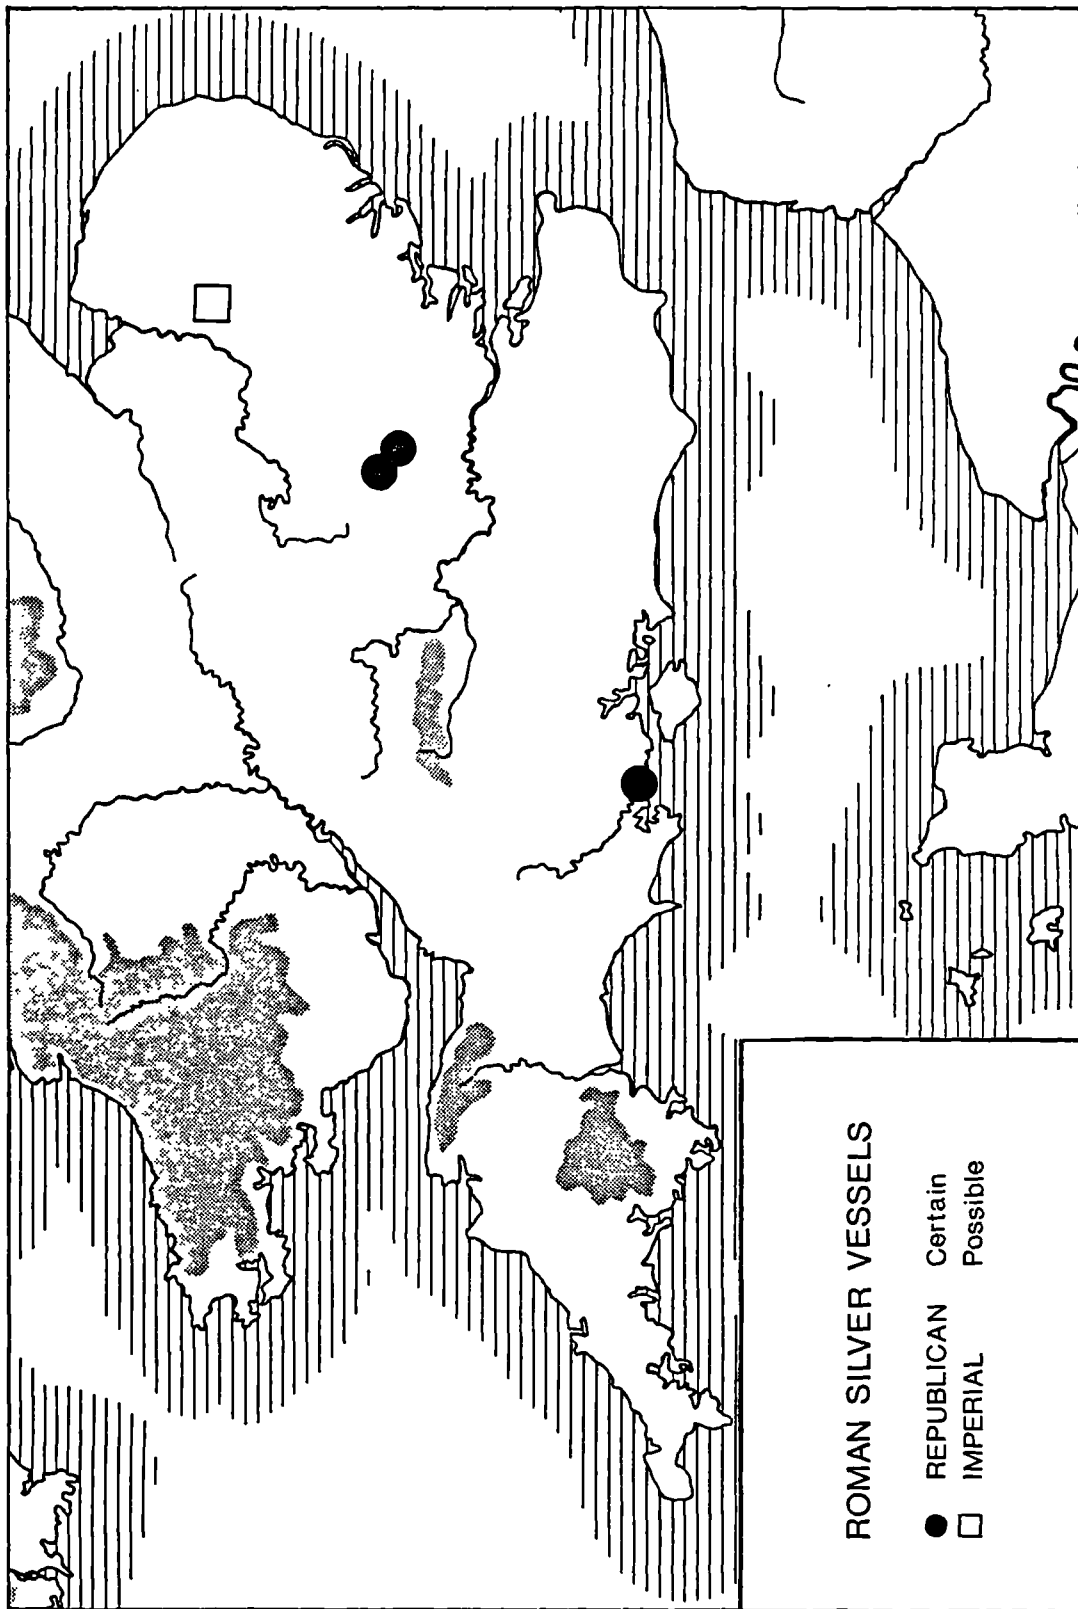 ROMAN SILVER VESSELS
● REPUBLICAN Certain
□ IMPERIAL Possible